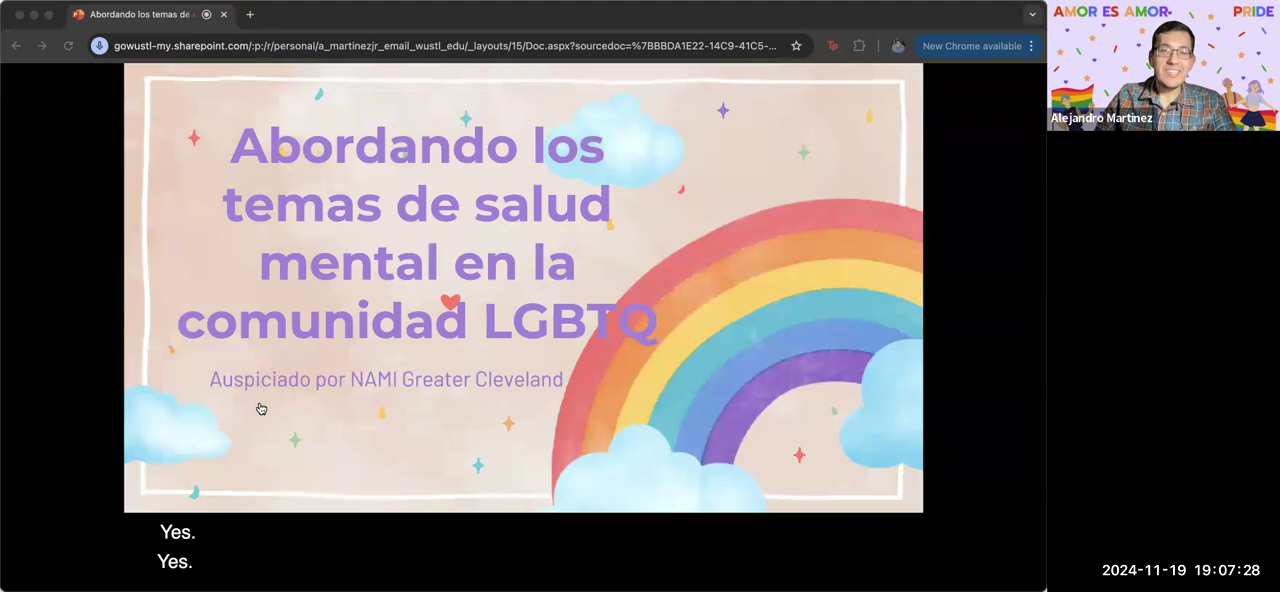 Abordando los temas de
New Chrome available
gowustl-my.sharepoint.com/:p:/r/personal/a_martinezjr_email_wustl_edu/_layouts/15/Doc.aspx?sourcedoc=%7BBBDA1E22-14C9-41C5-...
AMOR ES AMOR
PRIDE
Alejandro Martinez
Abordando los
temas de salud
mental en la
comunidad LGBTQ
Auspiciado por NAMI Greater Cleveland
Yes.
Yes.
2024-11-19 19:07:28